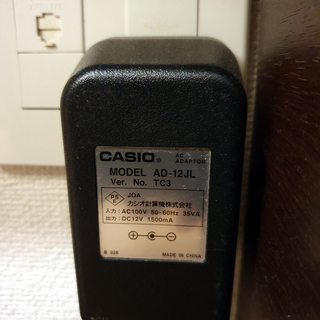 CASIO® AC ADAPTOR
MODEL AD-12JL
Ver. No. TC3
PS E JQA
カシオ計算機株式会社
入力：AC100V 50-60Hz 35VA
出力：DC12V 1500mA
MADE IN CHINA